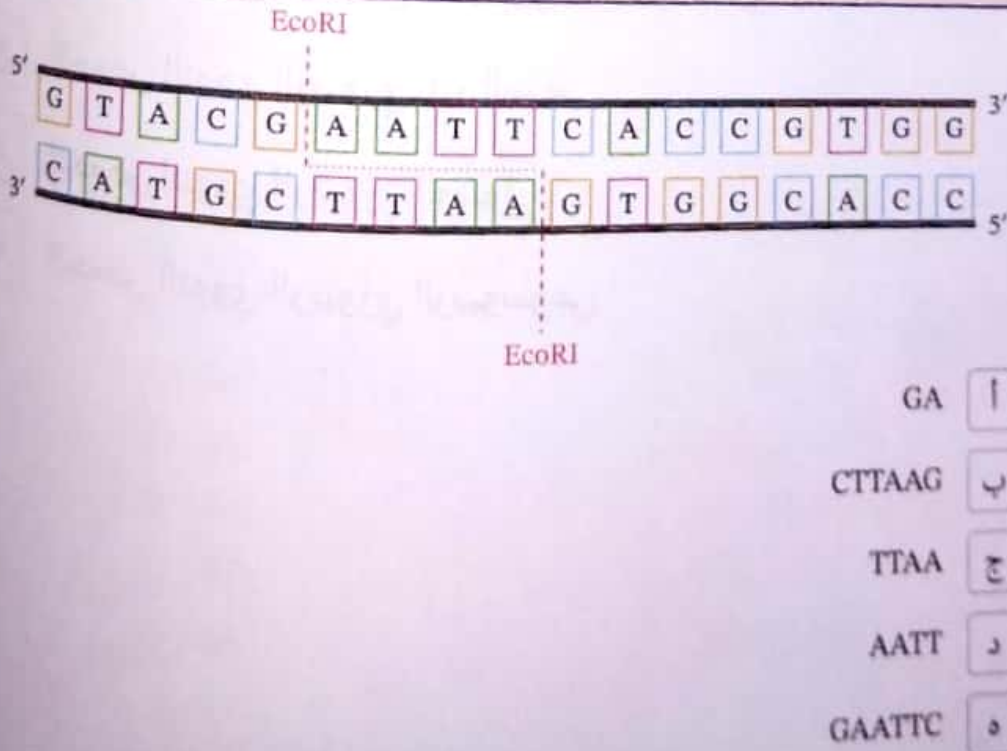 EcoRI
5' 3'
G T A C G A A T T C A C C G T G G
C A T G C T T A A G T G G C A C C
3' 5'
EcoRI
GA أ
CTTAAG ب
TTAA ج
AATT د
GAATTC ه